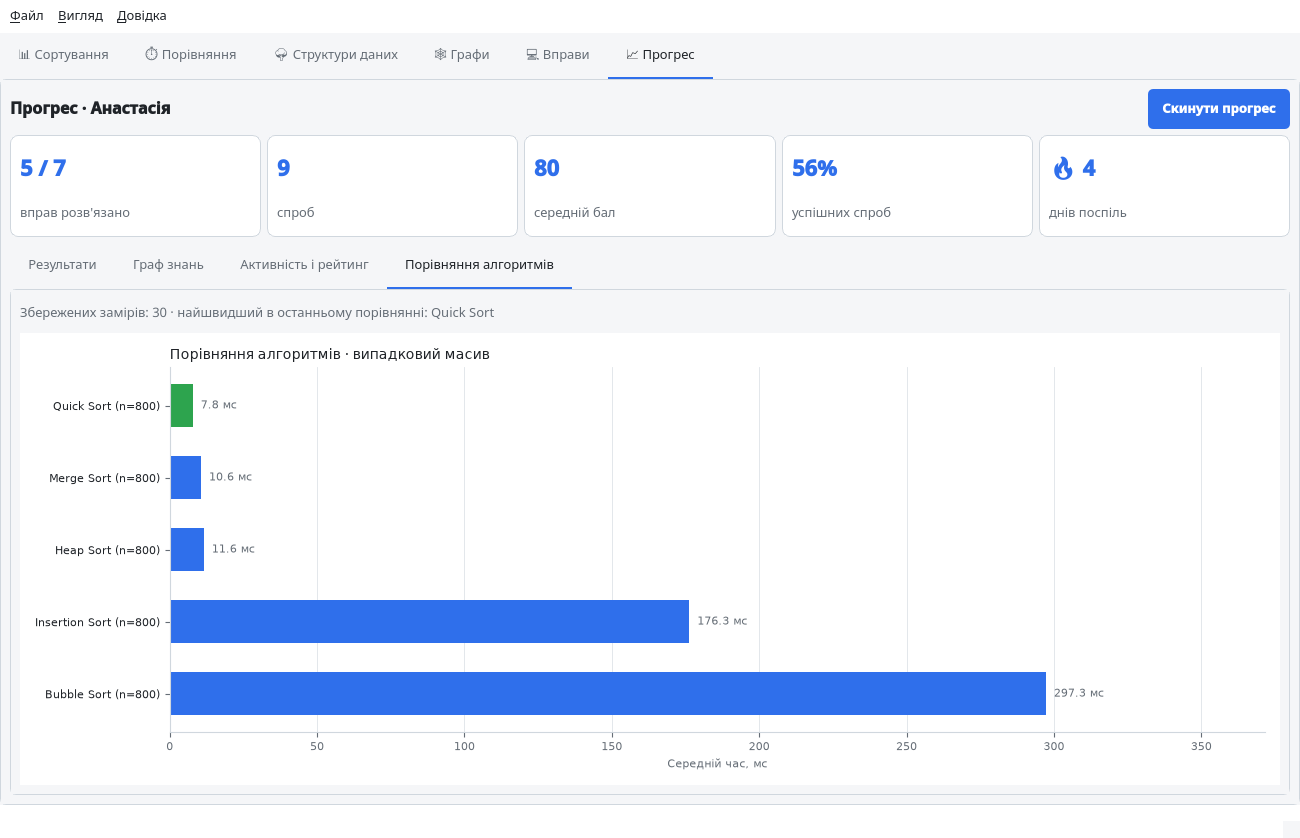 Файл Вигляд Довідка
Сортування Порівняння Структури даних Графи Вправи Прогрес
Прогрес · Анастасія
Скинути прогрес
5 / 7 9 80 56% 4
вправ розв'язано спроб середній бал успішних спроб днів поспіль
Результати Граф знань Активність і рейтинг Порівняння алгоритмів
Збережених замірів: 30 · найшвидший в останньому порівнянні: Quick Sort
Порівняння алгоритмів · випадковий масив
Quick Sort (n=800) 7.8 мс
Merge Sort (n=800) 10.6 мс
Heap Sort (n=800) 11.6 мс
Insertion Sort (n=800) 176.3 мс
Bubble Sort (n=800) 297.3 мс
0 50 100 150 200 250 300 350
Середній час, мс